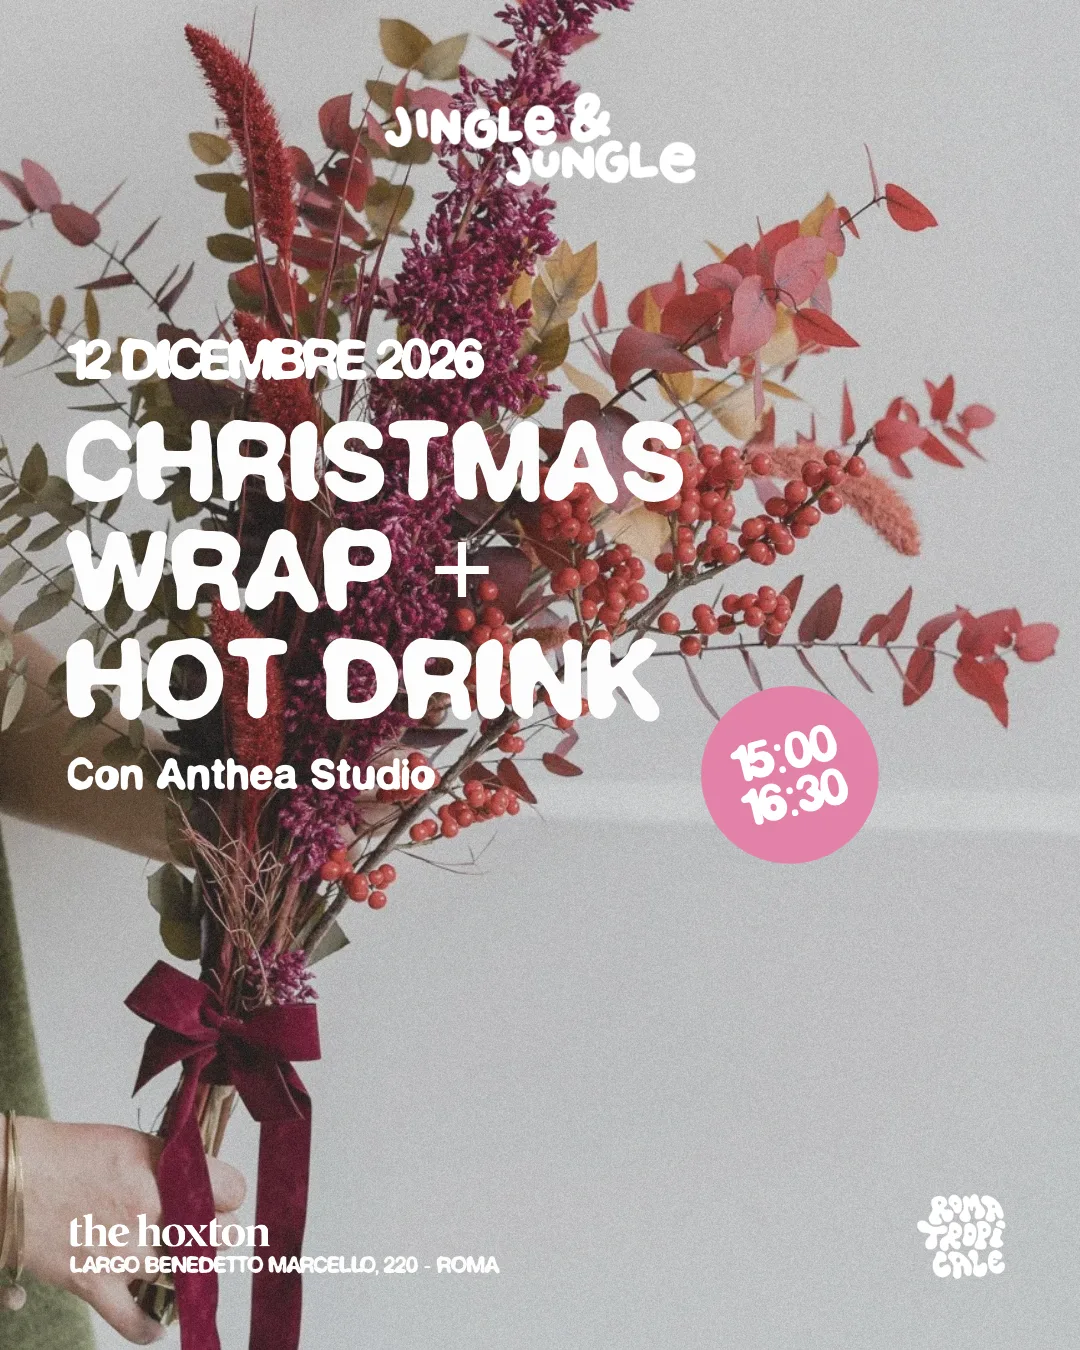 JINGLE &
JUNGLE
12 DICEMBRE 2026
CHRISTMAS
WRAP +
HOT DRINK
Con Anthea Studio
15:00
16:30
the hoxton
LARGO BENEDETTO MARCELLO, 220 - ROMA
ROMA
TROPI
CALE